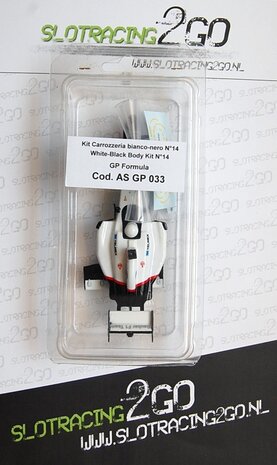 SLOTRACING2GO
WWW.SLOTRACING2GO.NL
Kit Carrozzeria bianco-nero N°14
White-Black Body Kit N°14
GP Formula
Cod. AS GP 033
SLOTRACING2GO
WWW.SLOTRACING2GO.NL